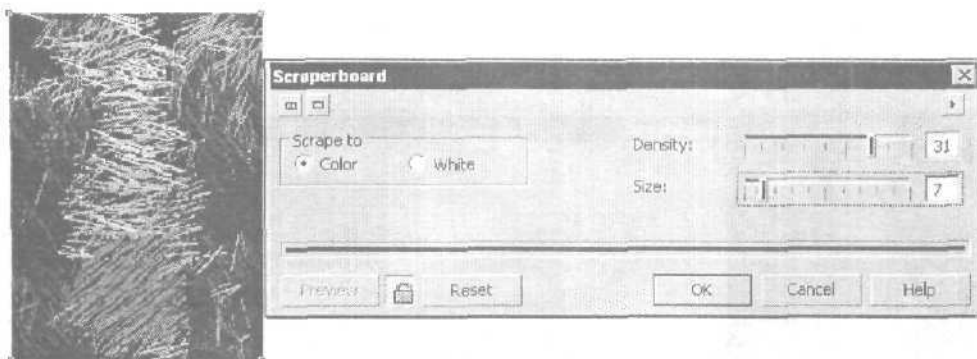 Scraperboard
Scrape to
Color White
Density: 31
Size: 7
Preview Reset OK Cancel Help